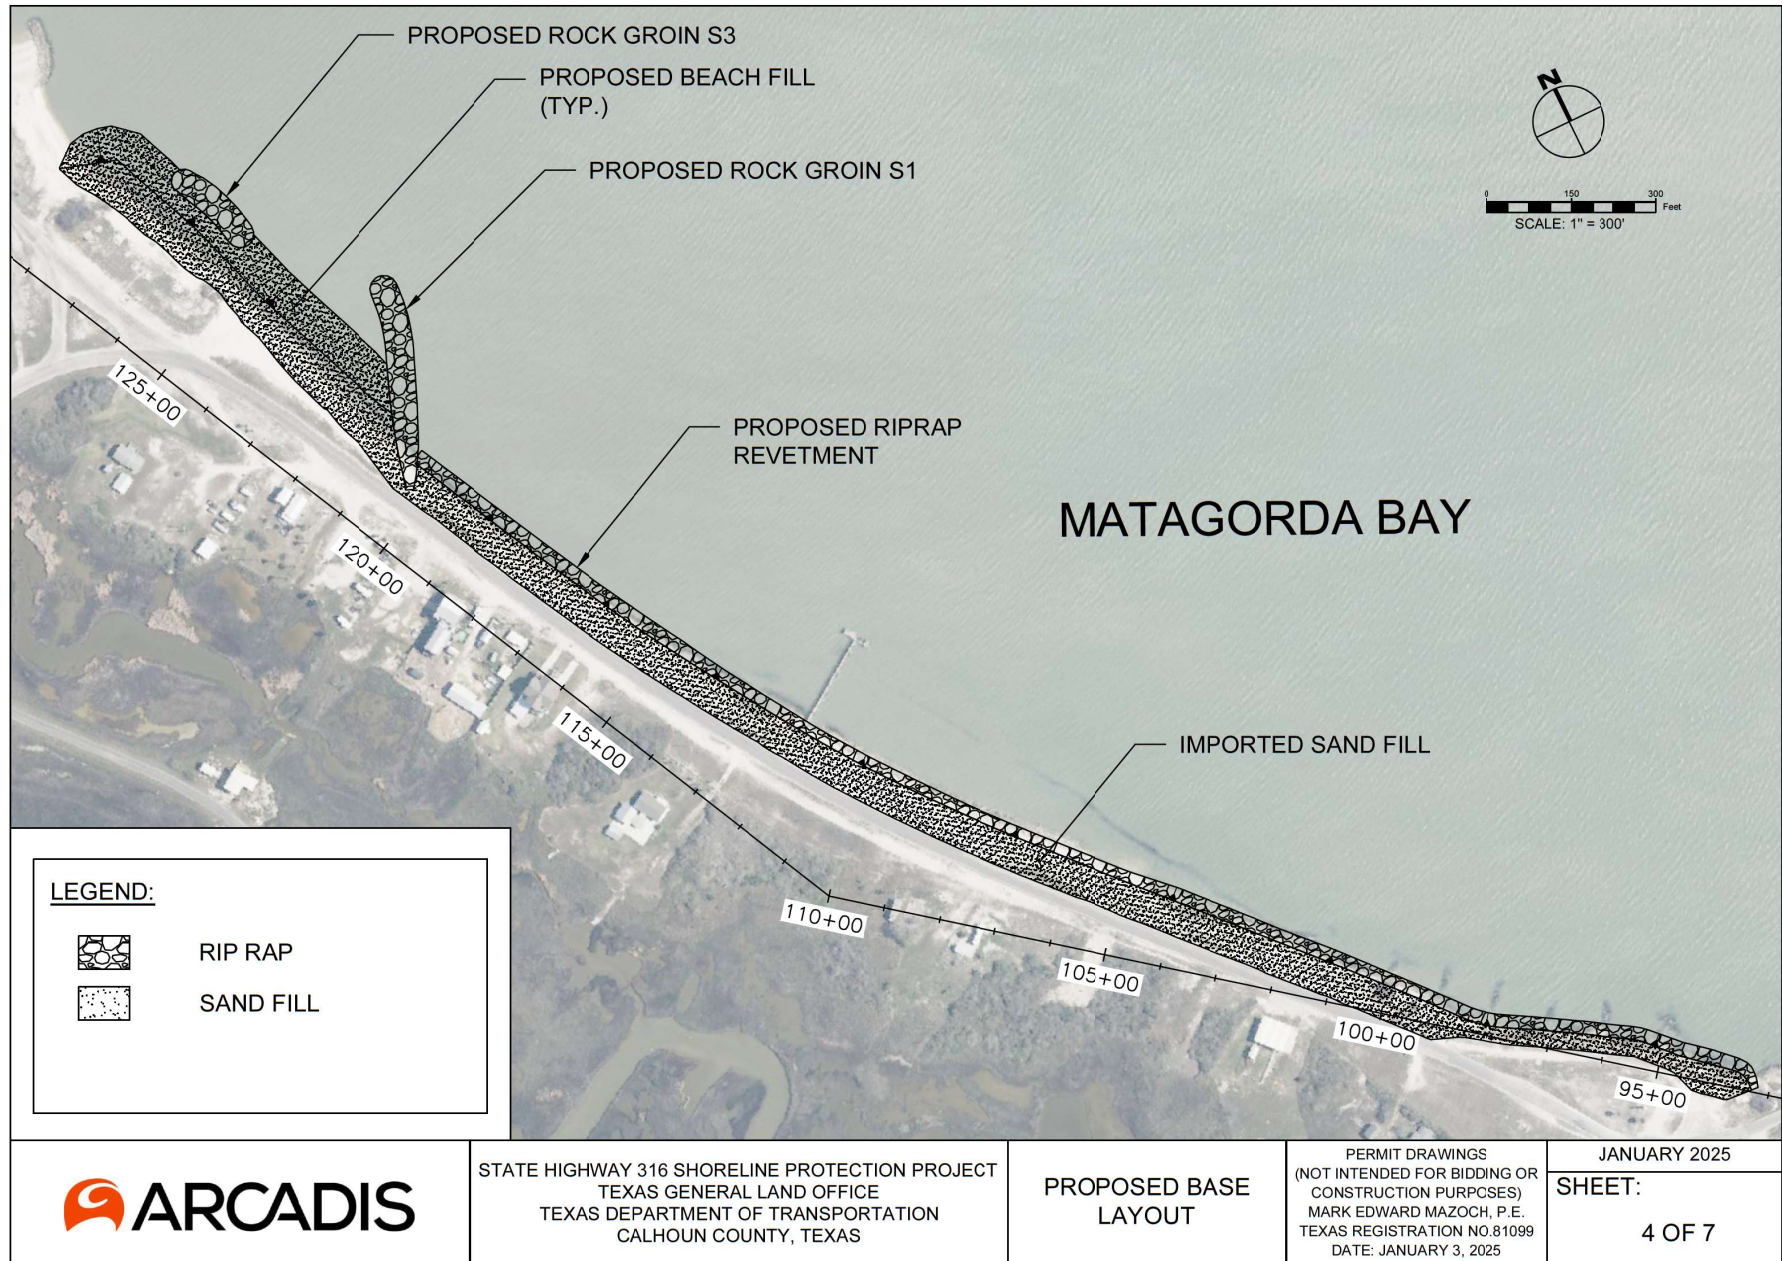 PROPOSED ROCK GROIN S3
PROPOSED BEACH FILL
(TYP.)
PROPOSED ROCK GROIN S1
N
0 150 300
Feet
SCALE: 1" = 300'
125+00
PROPOSED RIPRAP
REVETMENT
MATAGORDA BAY
120+00
115+00
IMPORTED SAND FILL
110+00
105+00
100+00
95+00
LEGEND:
RIP RAP
SAND FILL
ARCADIS
STATE HIGHWAY 316 SHORELINE PROTECTION PROJECT
TEXAS GENERAL LAND OFFICE
TEXAS DEPARTMENT OF TRANSPORTATION
CALHOUN COUNTY, TEXAS
PROPOSED BASE
LAYOUT
PERMIT DRAWINGS
(NOT INTENDED FOR BIDDING OR
CONSTRUCTION PURPOSES)
MARK EDWARD MAZOCH, P.E.
TEXAS REGISTRATION NO.81099
DATE: JANUARY 3, 2025
JANUARY 2025
SHEET:
4 OF 7